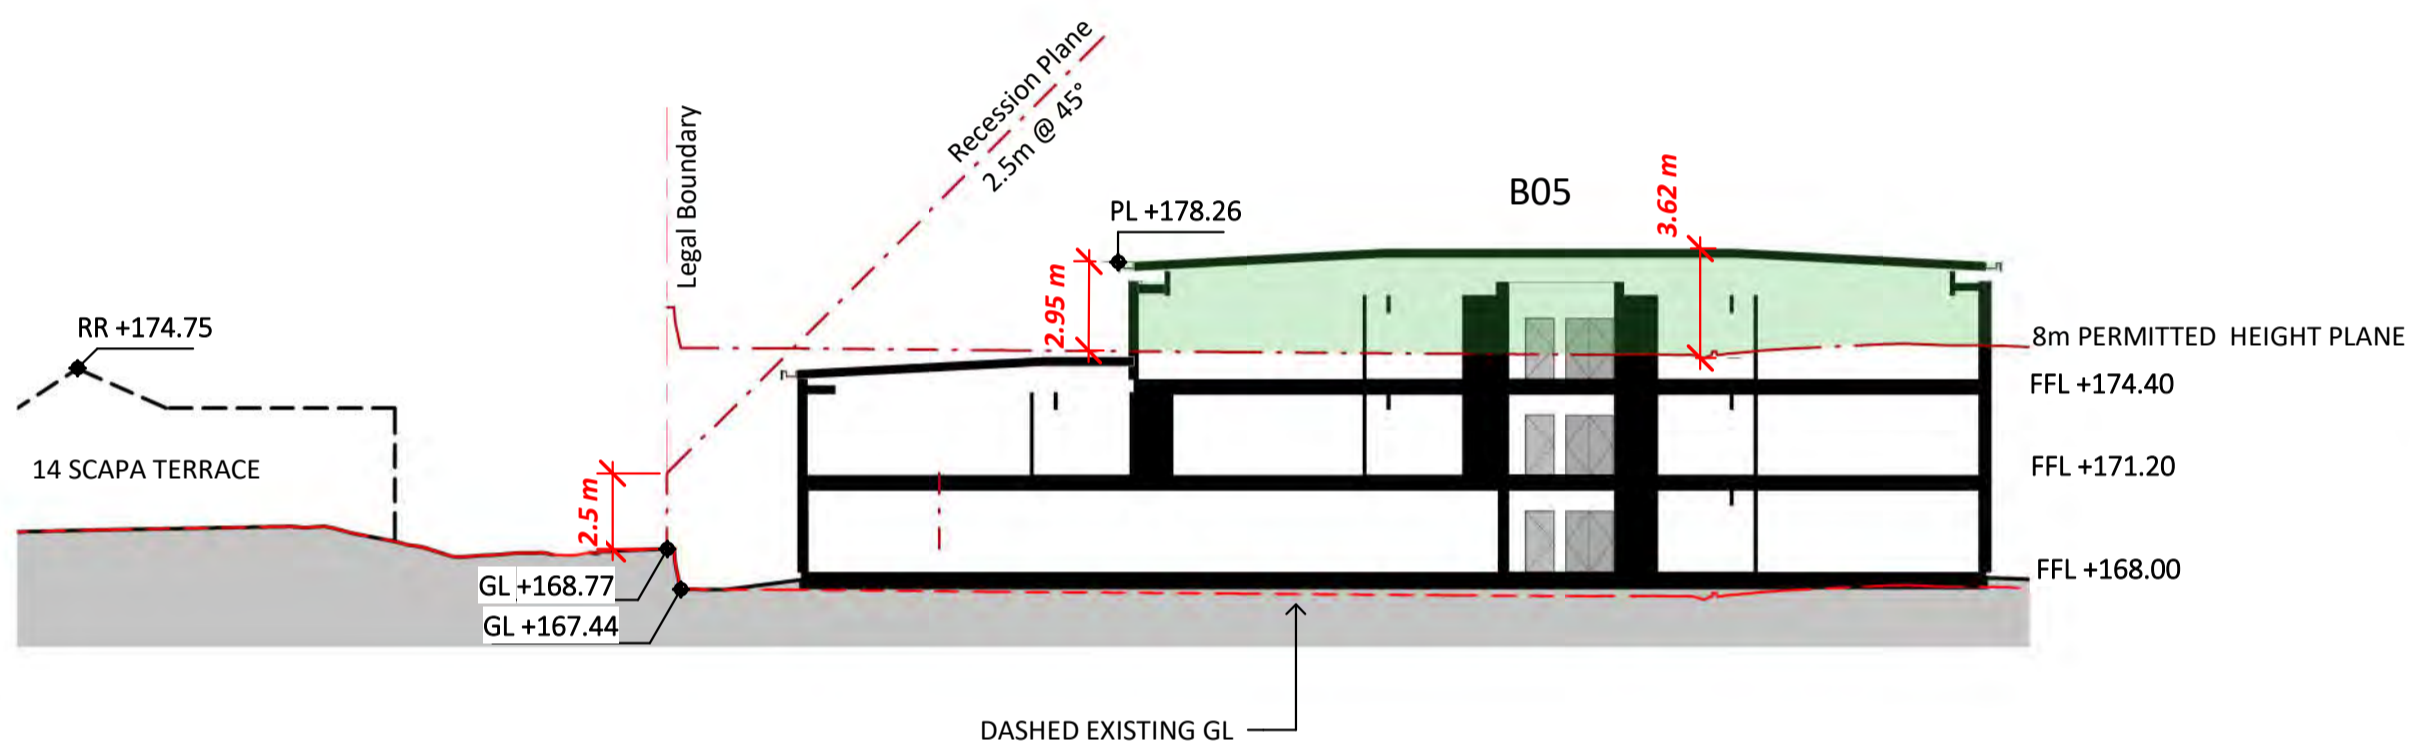 Recession Plane
2.5m @ 45°
Legal Boundary
B05
3.62 m
PL +178.26
2.95 m
RR +174.75
8m PERMITTED HEIGHT PLANE
FFL +174.40
14 SCAPA TERRACE
FFL +171.20
2.5 m
GL +168.77
FFL +168.00
GL +167.44
DASHED EXISTING GL